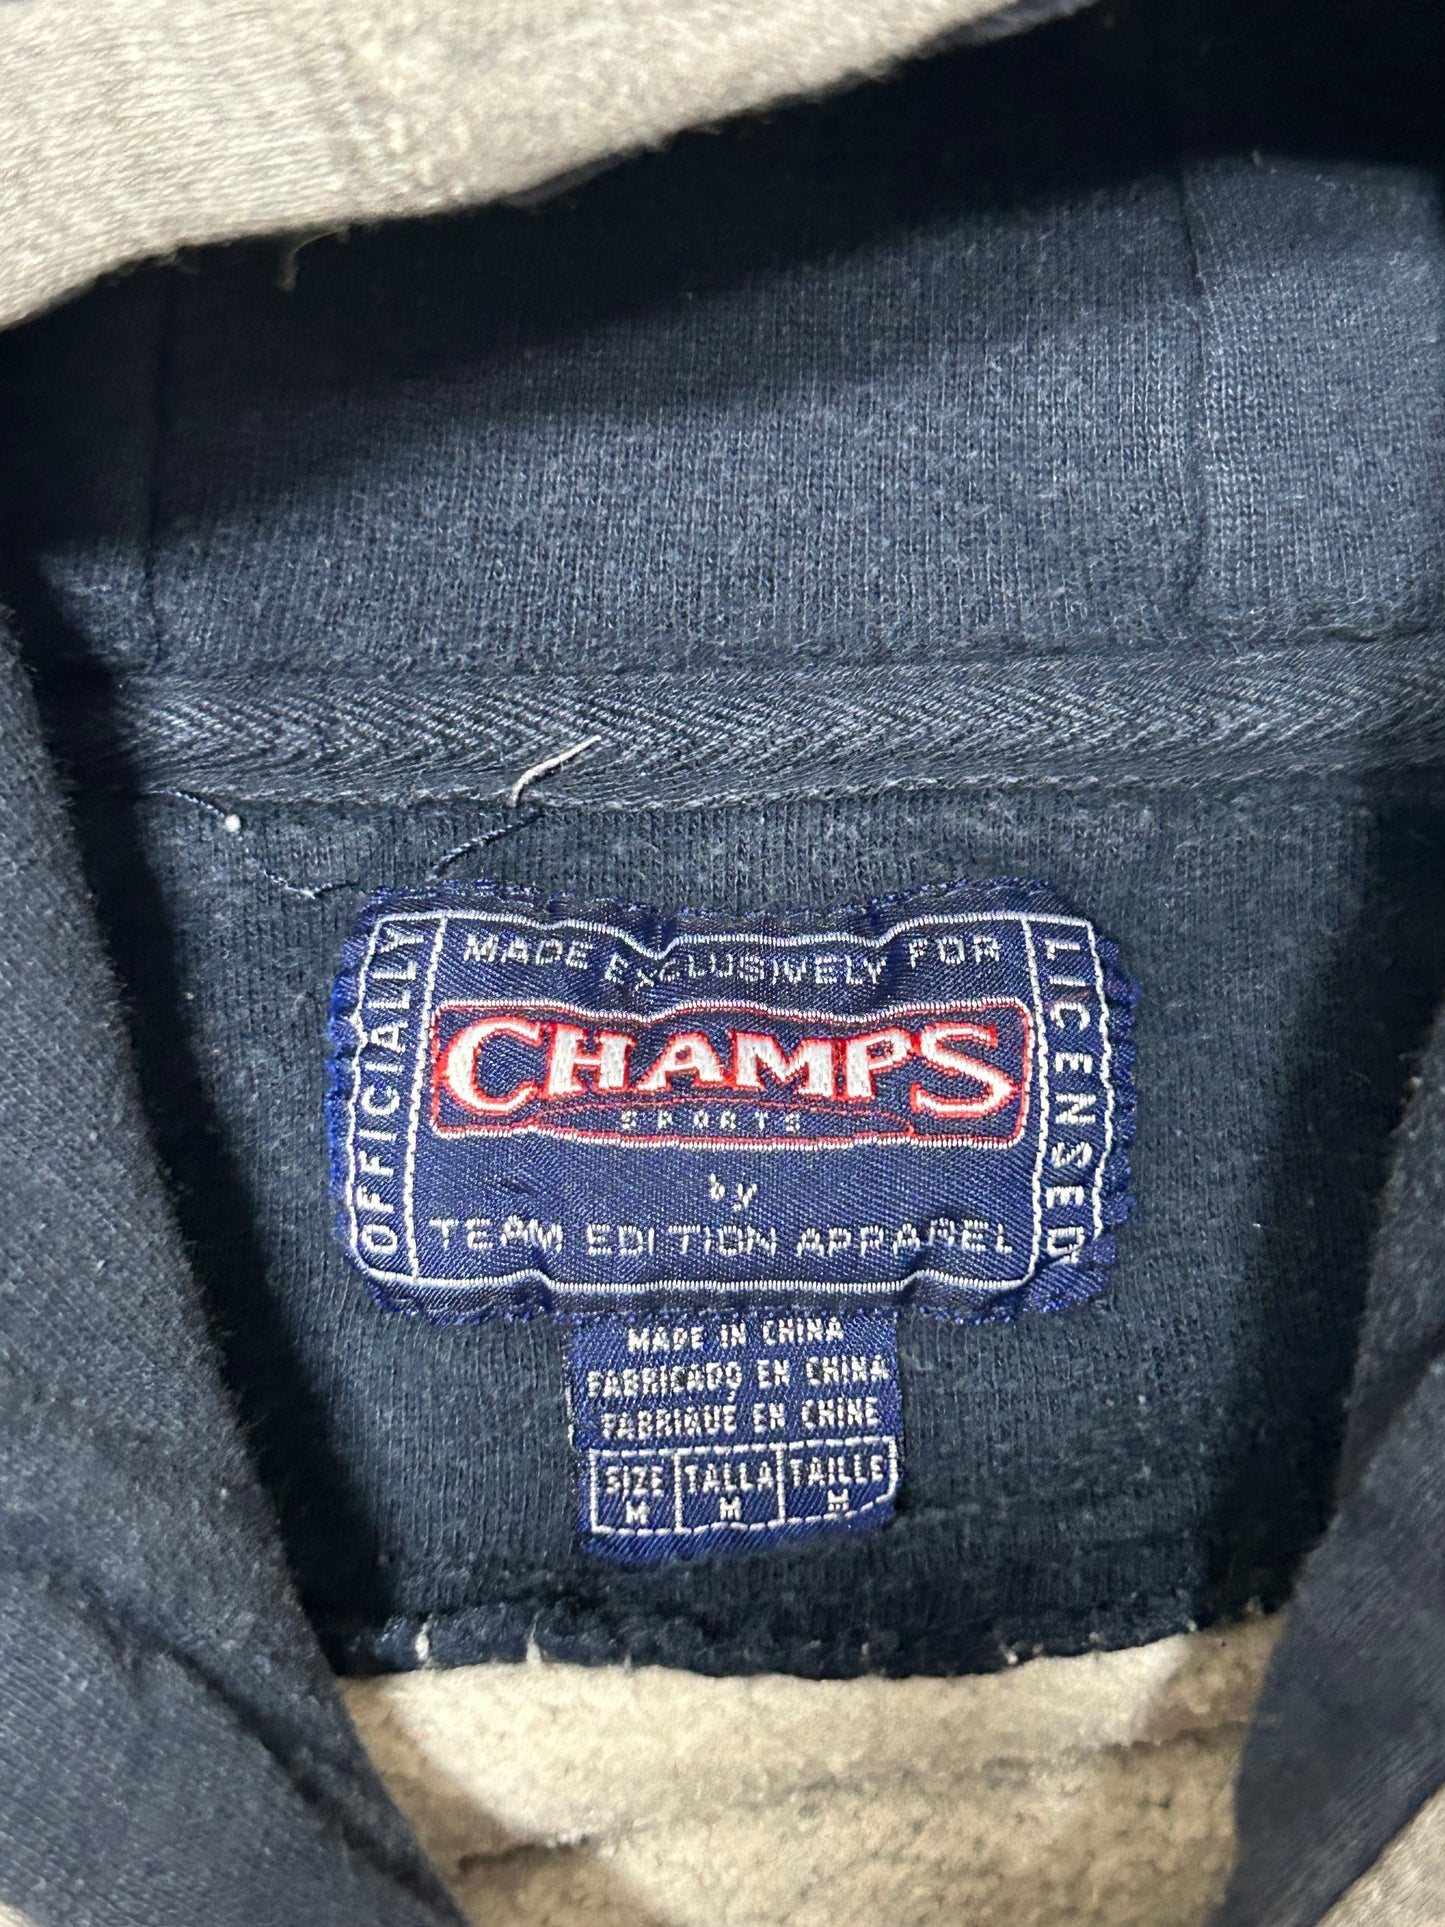 MADE EXCLUSIVELY FOR
OFFICIALLY
LICENSED
CHAMPS
SPORTS
by
TEAM EDITION APPAREL
MADE IN CHINA
FABRICADO EN CHINA
FABRIQUE EN CHINE
SIZE TALLA TAILLE
M M M